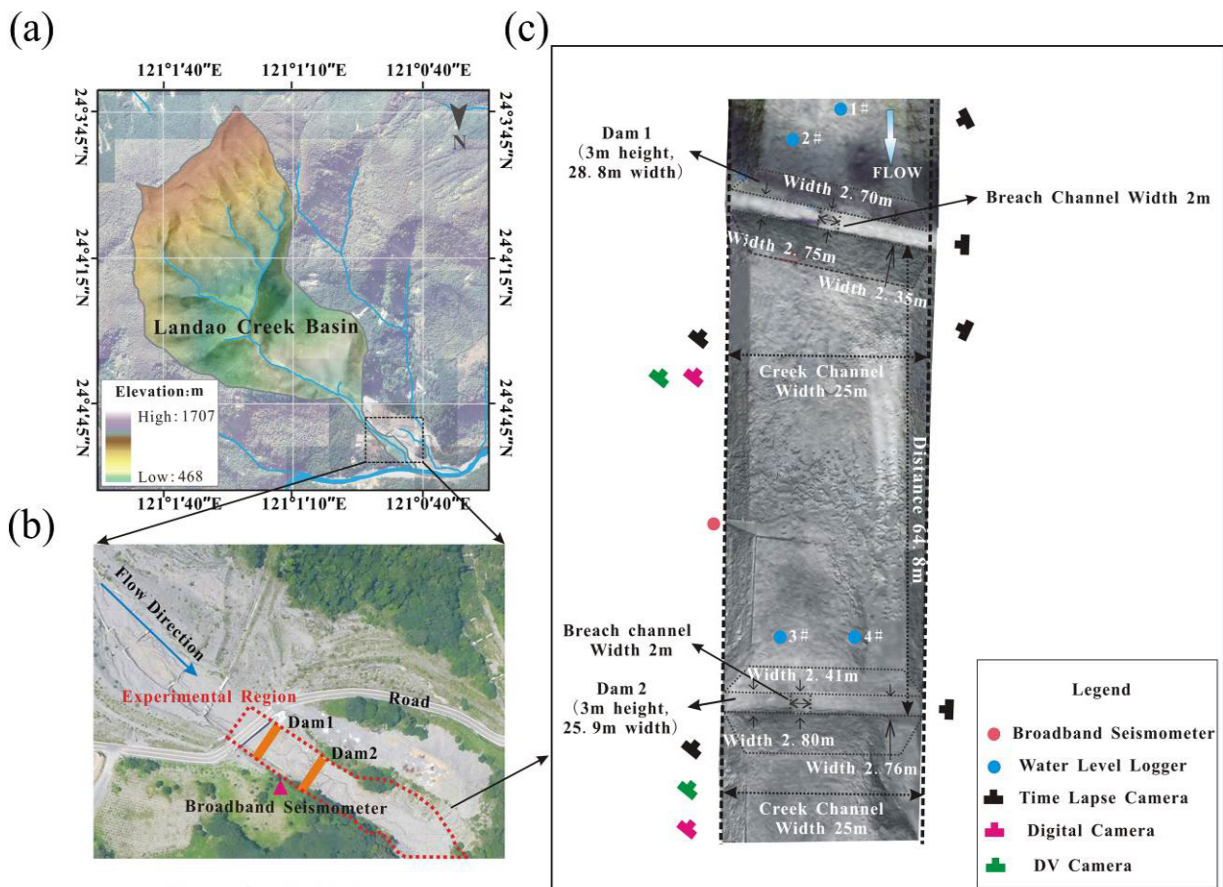 (a)
121°1′40″E 121°1′10″E 121°0′40″E
24°3′45″N
24°3′45″N
N
24°4′15″N
24°4′15″N
Landao Creek Basin
Elevation:m
High:1707
Low:468
24°4′45″N
24°4′45″N
121°1′40″E 121°1′10″E 121°0′40″E
(b)
Flow Direction
Experimental Region
Road
Dam1
Dam2
Broadband Seismometer
(c)
1#
2#
FLOW
Dam 1
(3m height,
28.8m width)
Width 2.70m
Breach Channel Width 2m
Width 2.75m
Width 2.35m
Creek Channel
Width 25m
Distance 64.8m
3# 4#
Breach channel
Width 2m
Width 2.41m
Dam 2
(3m height,
25.9m width)
Width 2.80m
Width 2.76m
Creek Channel
Width 25m
Legend
Broadband Seismometer
Water Level Logger
Time Lapse Camera
Digital Camera
DV Camera